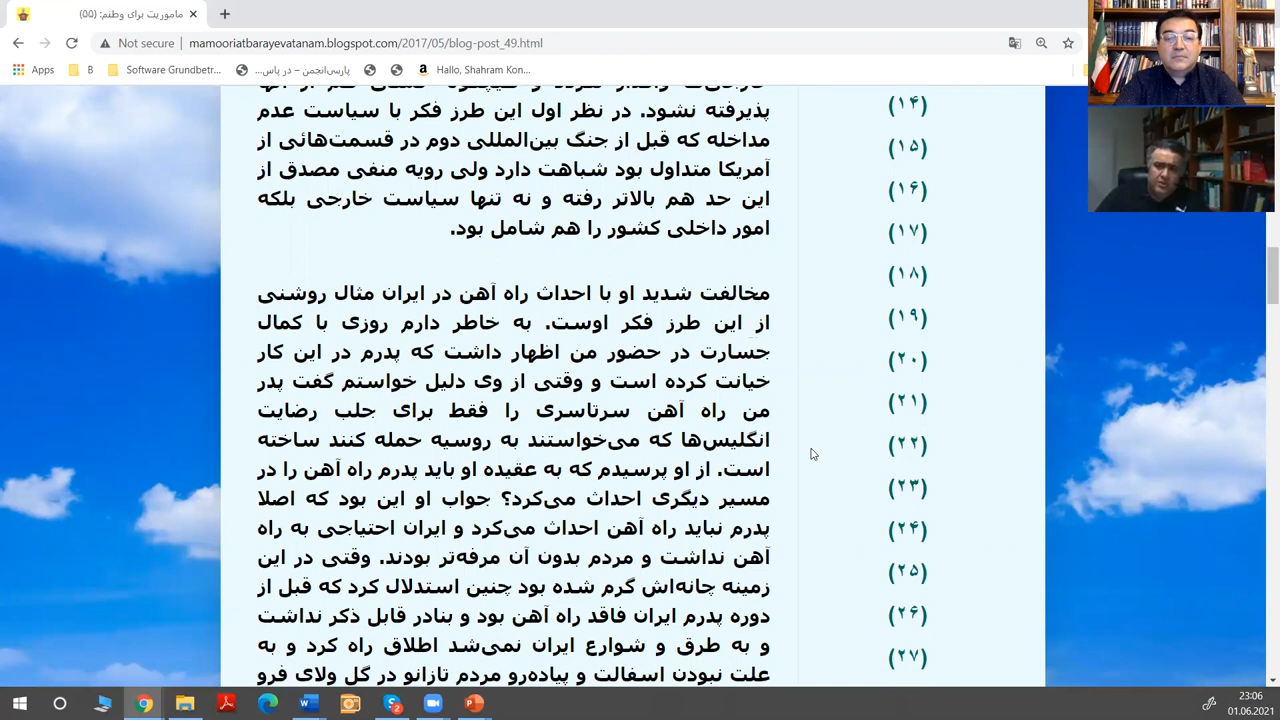 ماموریت برای وطنم: (۵۵)
Not secure
mamooriatbarayevatanam.blogspot.com/2017/05/blog-post_49.html
Apps
B
Software Grundbetr...
پارسی‌انجمن – در پاس...
Hallo, Shahram Kon...
پذیرفته نشود. در نظر اول این طرز فکر با سیاست عدم
مداخله که قبل از جنگ بین‌المللی دوم در قسمت‌هائی از
آمریکا متداول بود شباهت دارد ولی رویه منفی مصدق از
این حد هم بالاتر رفته و نه تنها سیاست خارجی بلکه
امور داخلی کشور را هم شامل بود.
مخالفت شدید او با احداث راه آهن در ایران مثال روشنی
از این طرز فکر اوست. به خاطر دارم روزی با کمال
جسارت در حضور من اظهار داشت که پدرم در این کار
خیانت کرده است و وقتی از وی دلیل خواستم گفت پدر
من راه آهن سرتاسری را فقط برای جلب رضایت
انگلیس‌ها که می‌خواستند به روسیه حمله کنند ساخته
است. از او پرسیدم که به عقیده او باید پدرم راه آهن را در
مسیر دیگری احداث می‌کرد؟ جواب او این بود که اصلا
پدرم نباید راه آهن احداث می‌کرد و ایران احتیاجی به راه
آهن نداشت و مردم بدون آن مرفه‌تر بودند. وقتی در این
زمینه چانه‌اش گرم شده بود چنین استدلال کرد که قبل از
دوره پدرم ایران فاقد راه آهن بود و بنادر قابل ذکر نداشت
و به طرق و شوارع ایران نمی‌شد اطلاق راه کرد و به
علت نبودن اسفالت و پیاده‌رو مردم تازانو در گل ولای فرو
(۱۴)
(۱۵)
(۱۶)
(۱۷)
(۱۸)
(۱۹)
(۲۰)
(۲۱)
(۲۲)
(۲۳)
(۲۴)
(۲۵)
(۲۶)
(۲۷)
23:06
01.06.2021